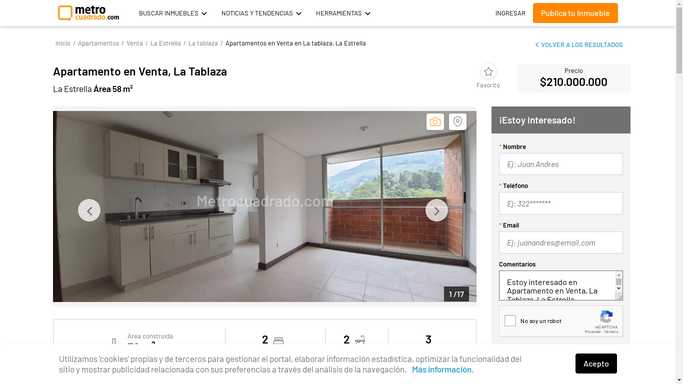 metro
cuadrado.com
BUSCAR INMUEBLES
NOTICIAS Y TENDENCIAS
HERRAMIENTAS
INGRESAR
Publica tu Inmueble
Inicio / Apartamentos / Venta / La Estrella / La tablaza / Apartamentos en Venta en La tablaza, La Estrella
VOLVER A LOS RESULTADOS
Apartamento en Venta, La Tablaza
La Estrella Área 58 m²
Favorito
Precio
$210.000.000
Metrocuadrado.com
1 / 17
¡Estoy Interesado!
* Nombre
Ej: Juan Andres
* Teléfono
Ej: 322*******
* Email
Ej: juanandres@email.com
Comentarios
Estoy interesado en
Apartamento en Venta, La
Tablaza, La Estrella
No soy un robot
reCAPTCHA
Privacidad - Términos
Área construida
2
2
3
Utilizamos 'cookies' propias y de terceros para gestionar el portal, elaborar información estadística, optimizar la funcionalidad del
sitio y mostrar publicidad relacionada con sus preferencias a través del análisis de la navegación. Más información.
Acepto